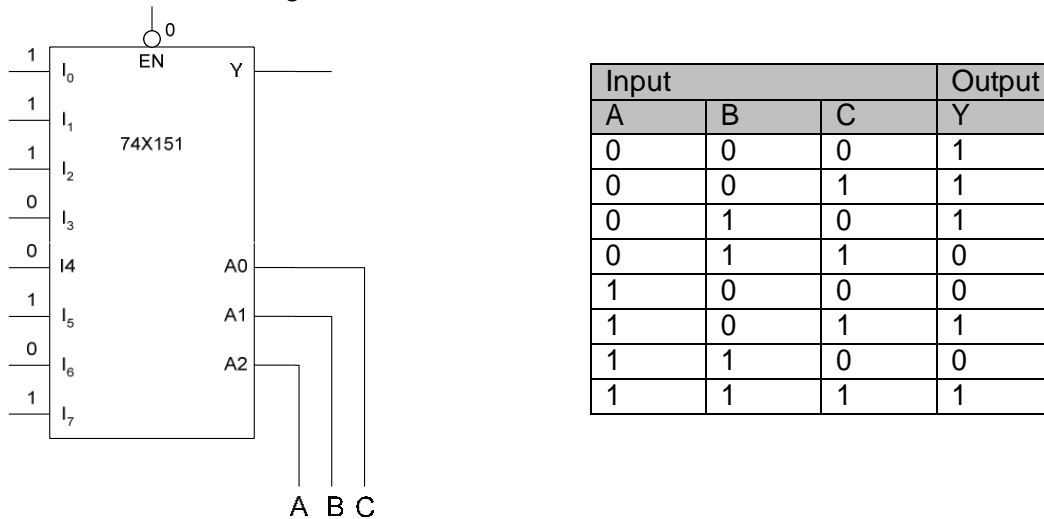 0
EN
1 I0 Y
1 I1
74X151
1 I2
0 I3
0 I4 A0
1 I5 A1
0 I6 A2
1 I7
A B C
Input Output
A B C Y
0 0 0 1
0 0 1 1
0 1 0 1
0 1 1 0
1 0 0 0
1 0 1 1
1 1 0 0
1 1 1 1